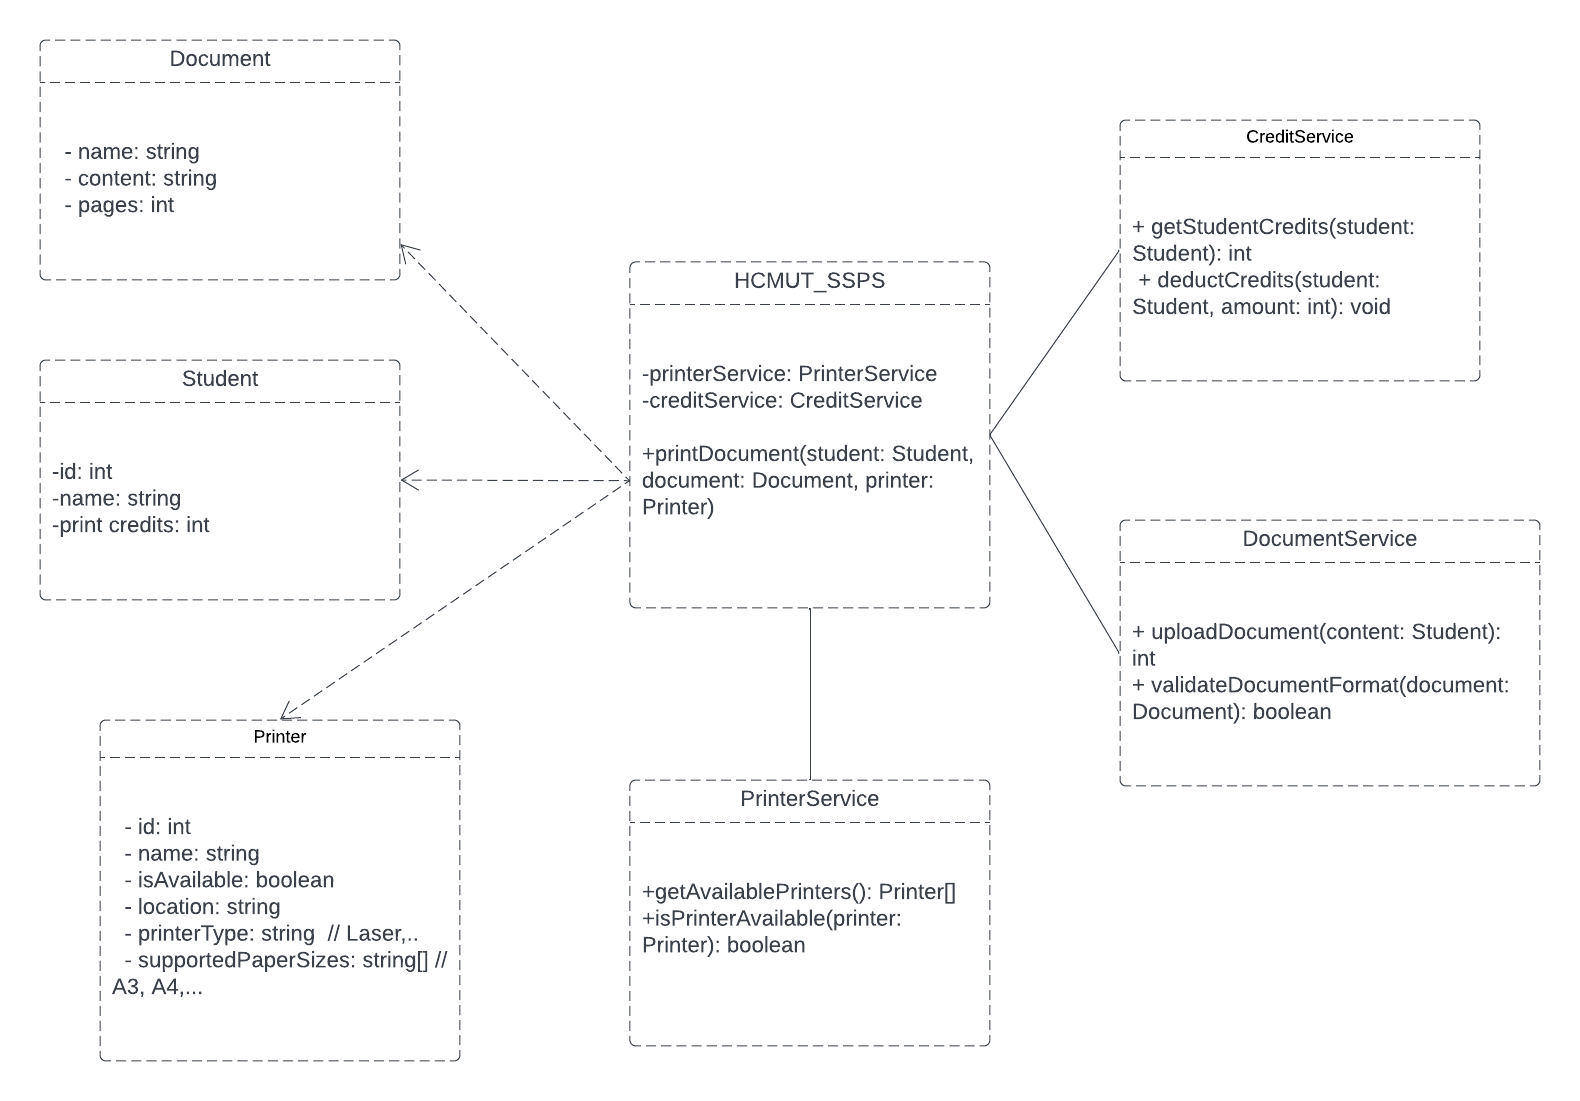 Document
- name: string
- content: string
- pages: int
Student
-id: int
-name: string
-print credits: int
Printer
- id: int
- name: string
- isAvailable: boolean
- location: string
- printerType: string  // Laser,..
- supportedPaperSizes: string[] //
A3, A4,...
HCMUT_SSPS
-printerService: PrinterService
-creditService: CreditService
+printDocument(student: Student,
document: Document, printer:
Printer)
PrinterService
+getAvailablePrinters(): Printer[]
+isPrinterAvailable(printer:
Printer): boolean
CreditService
+ getStudentCredits(student:
Student): int
+ deductCredits(student:
Student, amount: int): void
DocumentService
+ uploadDocument(content: Student):
int
+ validateDocumentFormat(document:
Document): boolean